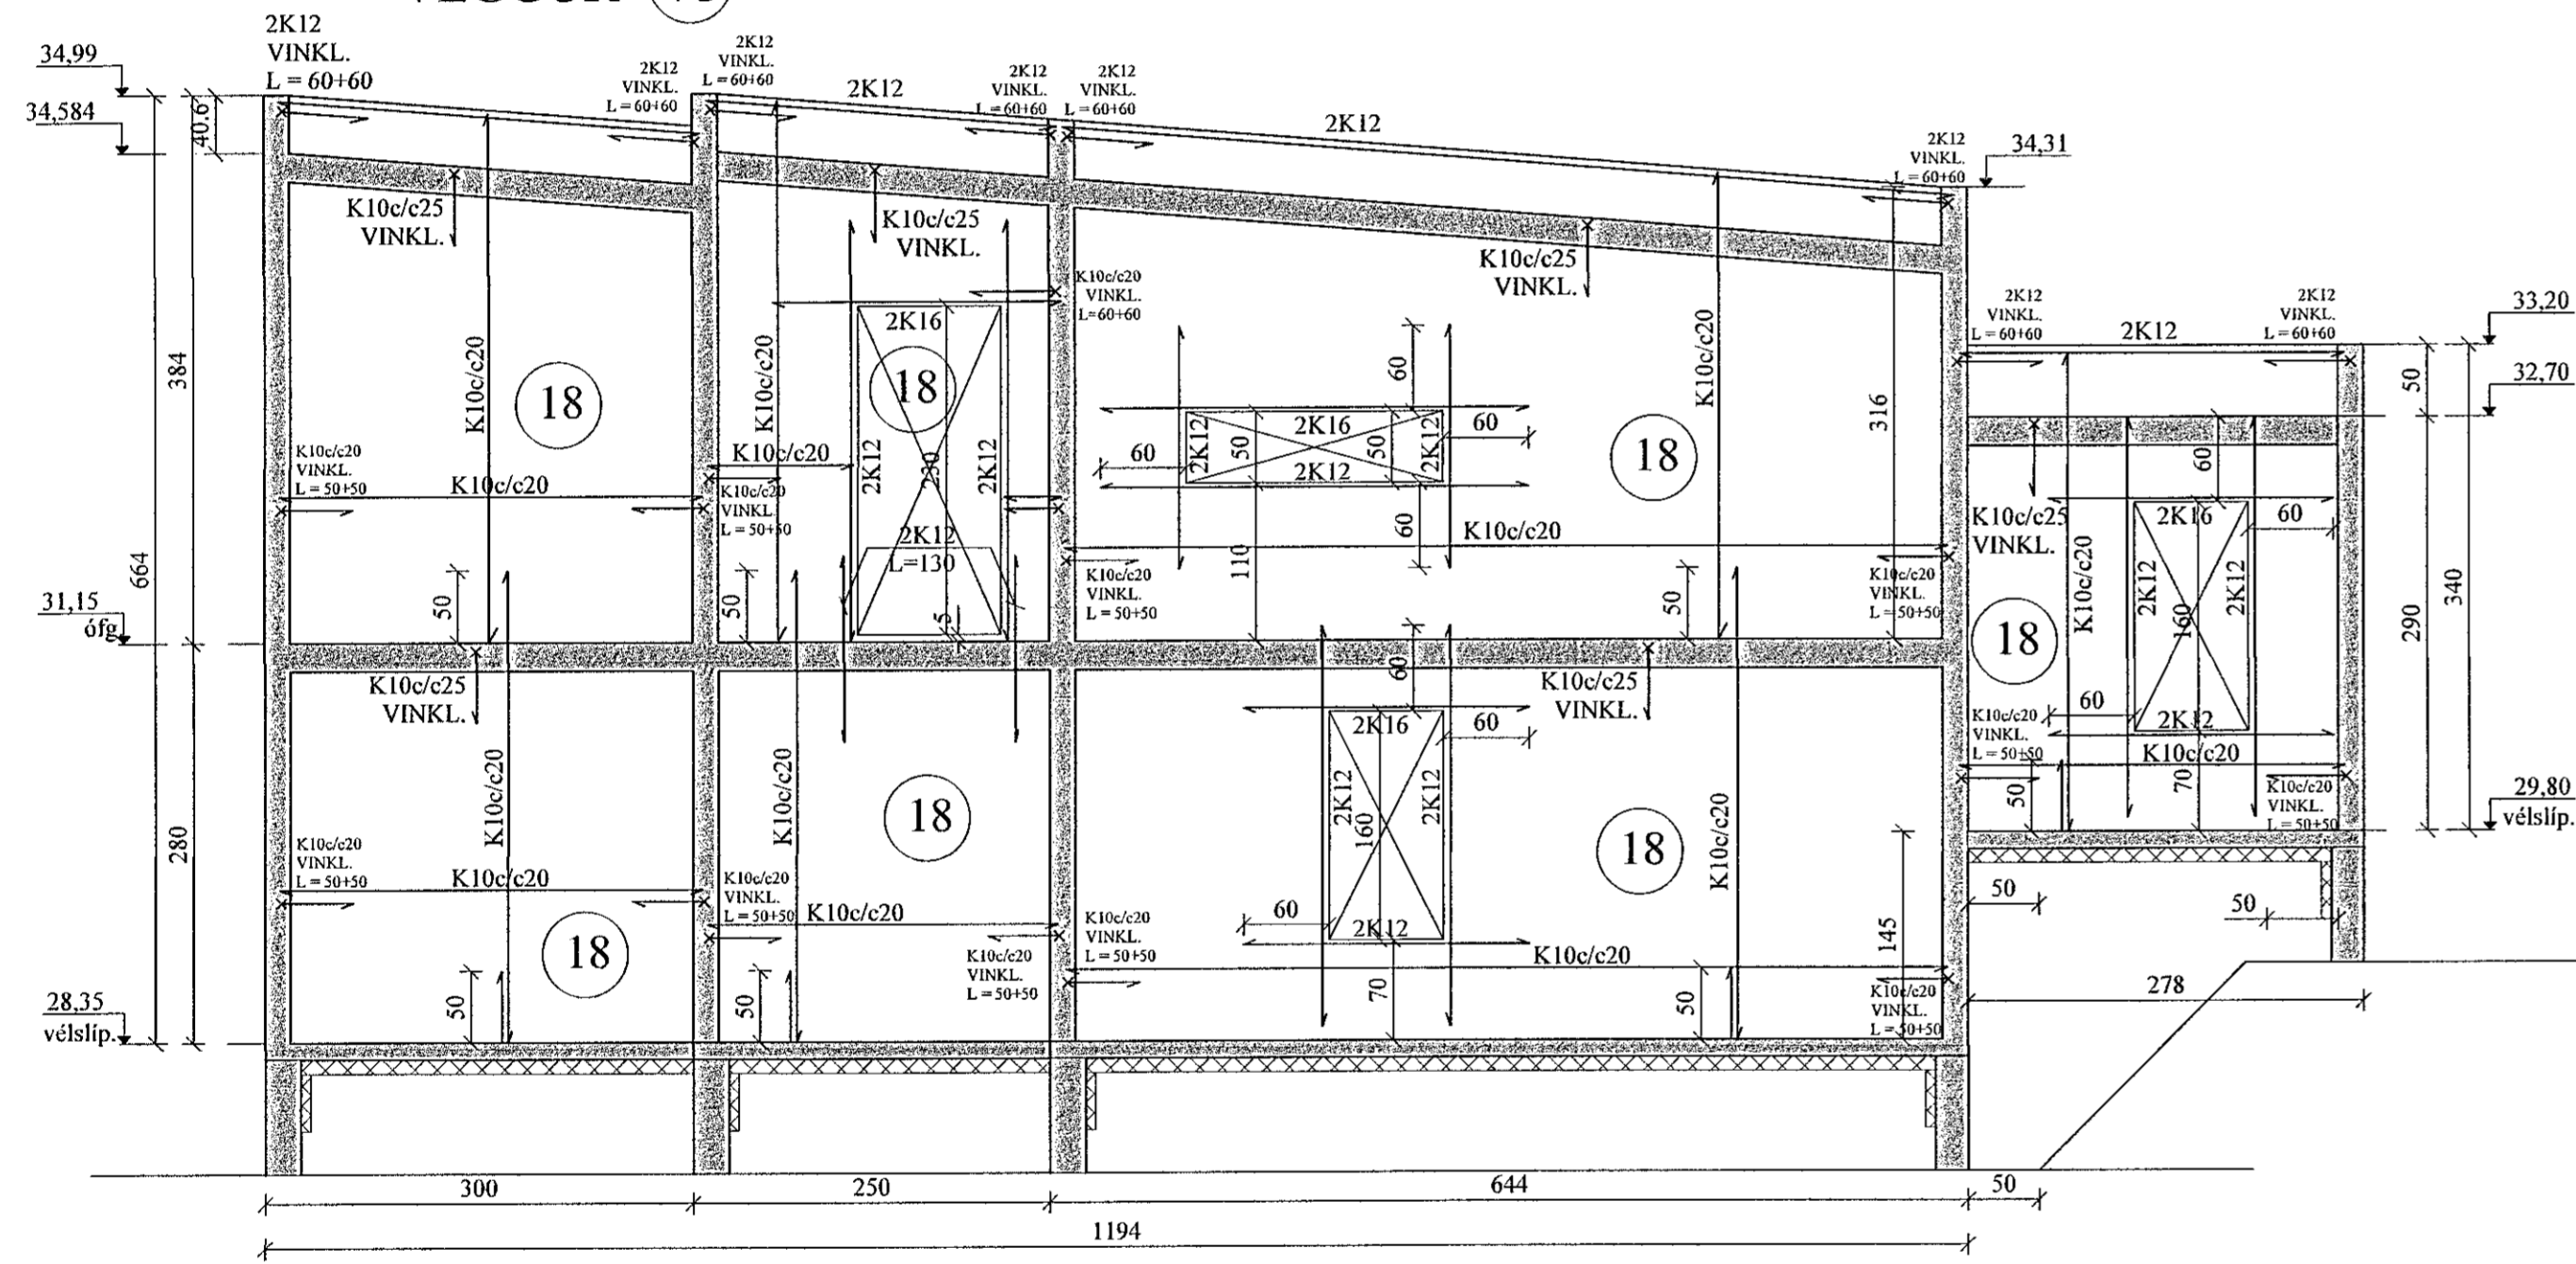 2K12
VINKL.
L = 60+60
2K12
VINKL.
L = 60+60
2K12
VINKL.
L = 60+60
2K12
2K12
VINKL.
L = 60+60
2K12
VINKL.
L = 60+60
2K12
2K12
VINKL.
L = 60+60
34,99
34,584
40.6
34,31
K10c/c25
VINKL.
K10c/c25
VINKL.
K10c/c25
VINKL.
K10c/c20
VINKL.
L=60+60
2K12
VINKL.
L = 60+60
2K12
2K12
VINKL.
L = 60+60
33,20
32,70
50
384
664
K10c/c20
18
K10c/c20
2K16
18
2K12
230
2K12
2K12
L=130
5
60
2K16
2K12
50
50
2K12
2K12
60
60
60
110
K10c/c20
18
316
K10c/c20
VINKL.
L = 50+50
K10c/c20
K10c/c20
K10c/c20
VINKL.
L = 50+50
K10c/c20
K10c/c20
VINKL.
L = 50+50
K10c/c20
VINKL.
L = 50+50
50
50
50
31,15
ófg.
K10c/c25
VINKL.
K10c/c20
18
60
2K16
60
2K12
160
2K12
60
2K12
K10c/c20
70
50
K10c/c20
VINKL.
L = 50+50
K10c/c20
VINKL.
L = 50+50
290
340
29,80
vélslíp.
K10c/c25
VINKL.
K10c/c25
VINKL.
60
280
K10c/c20
K10c/c20
18
2K16
60
2K12
160
2K12
60
2K12
18
K10c/c20
145
K10c/c20
VINKL.
L = 50+50
K10c/c20
K10c/c20
VINKL.
L = 50+50
K10c/c20
K10c/c20
VINKL.
L = 50+50
K10c/c20
VINKL.
L = 50+50
K10c/c20
K10c/c20
VINKL.
L = 50+50
18
50
50
70
50
50
50
278
28,35
vélslíp.
300
250
644
50
1194